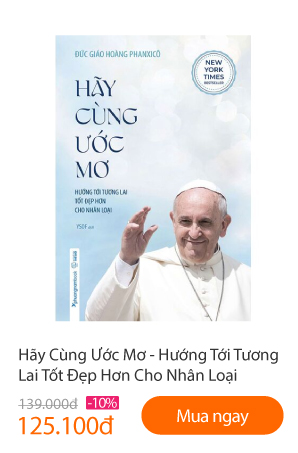 ĐỨC GIÁO HOÀNG PHANXICÔ
NEW YORK TIMES
BESTSELLER
HÃY
CÙNG
ƯỚC
MƠ
HƯỚNG TỚI TƯƠNG LAI
TỐT ĐẸP HƠN
CHO NHÂN LOẠI
Hãy Cùng Ước Mơ - Hướng Tới Tương
Lai Tốt Đẹp Hơn Cho Nhân Loại
139.000đ -10%
125.100đ
Mua ngay